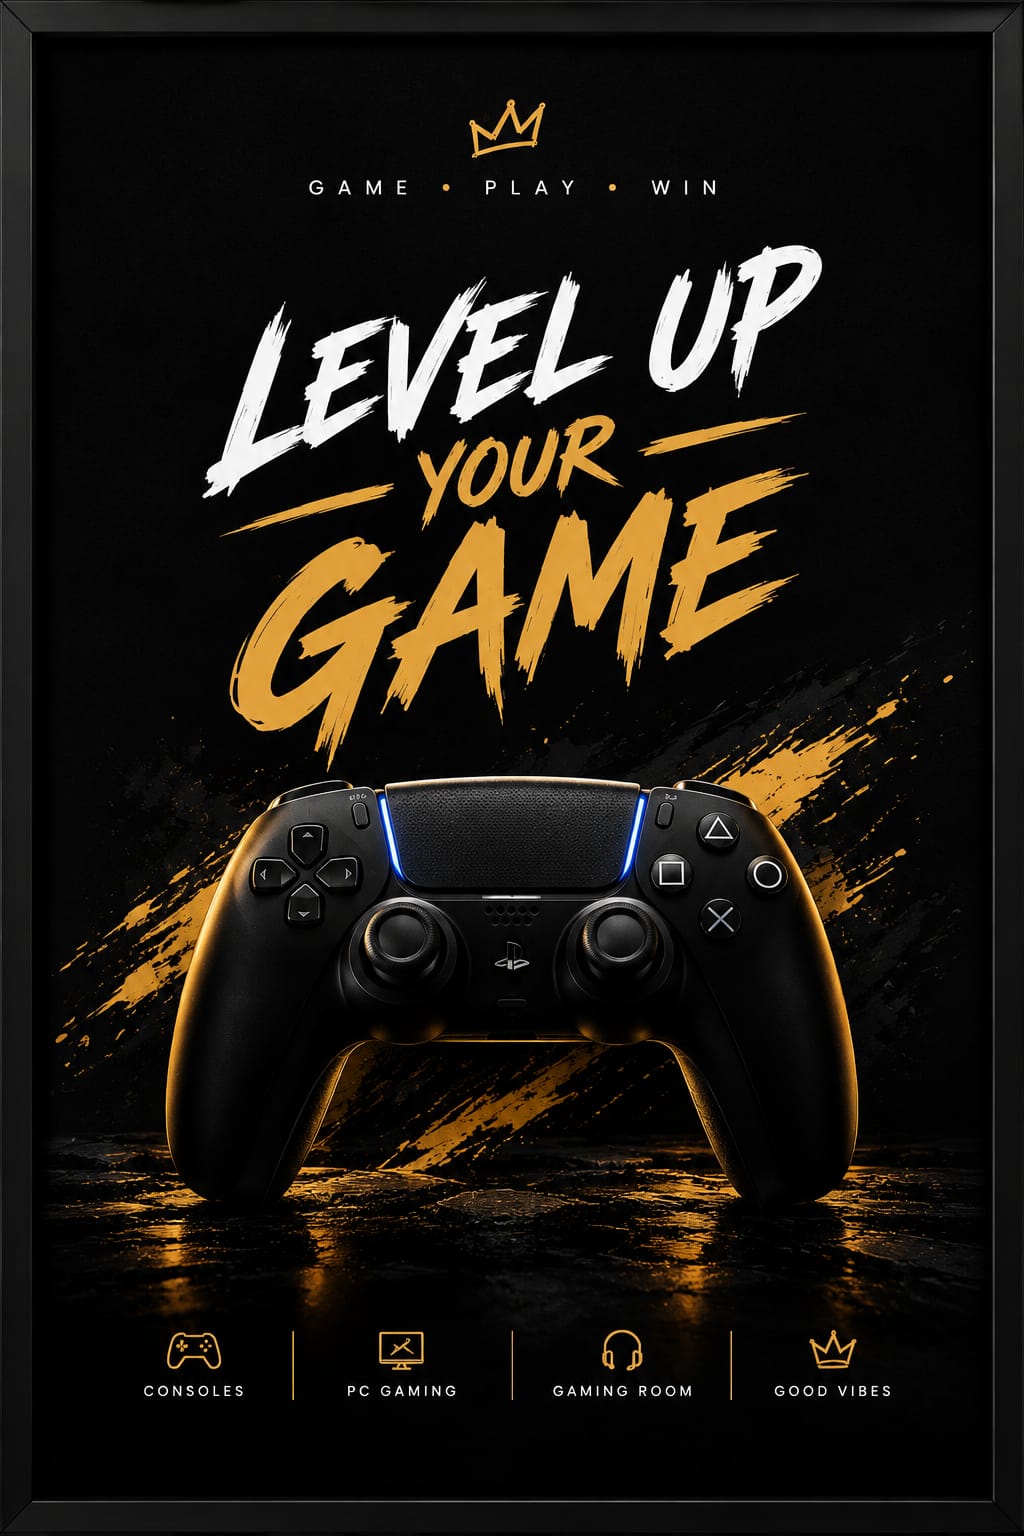 GAME • PLAY • WIN
LEVEL UP
YOUR
GAME
CONSOLES
PC GAMING
GAMING ROOM
GOOD VIBES